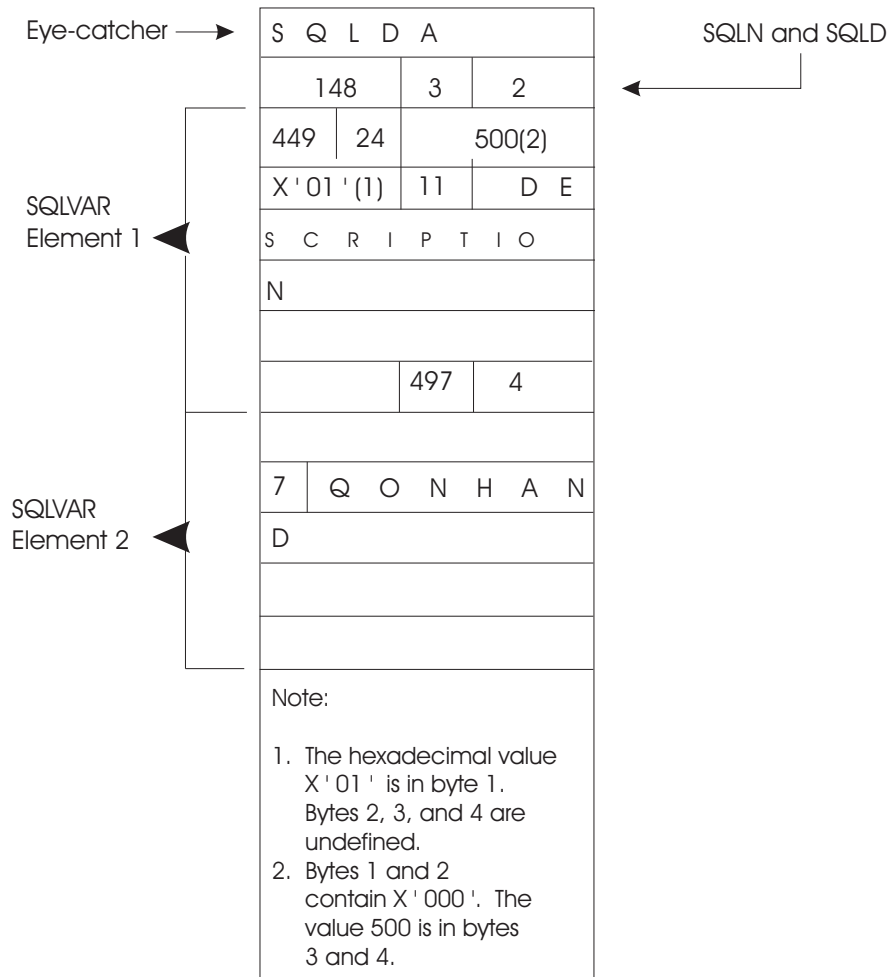 Eye-catcher
S Q L D A
SQLN and SQLD
148 3 2
449 24 500(2)
X ' 01 ' (1) 11 D E
SQLVAR
Element 1
S C R I P T I O
N
497 4
7 Q O N H A N
SQLVAR
Element 2
D
Note:
1. The hexadecimal value
X ' 01 ' is in byte 1.
Bytes 2, 3, and 4 are
undefined.
2. Bytes 1 and 2
contain X ' 000 '. The
value 500 is in bytes
3 and 4.